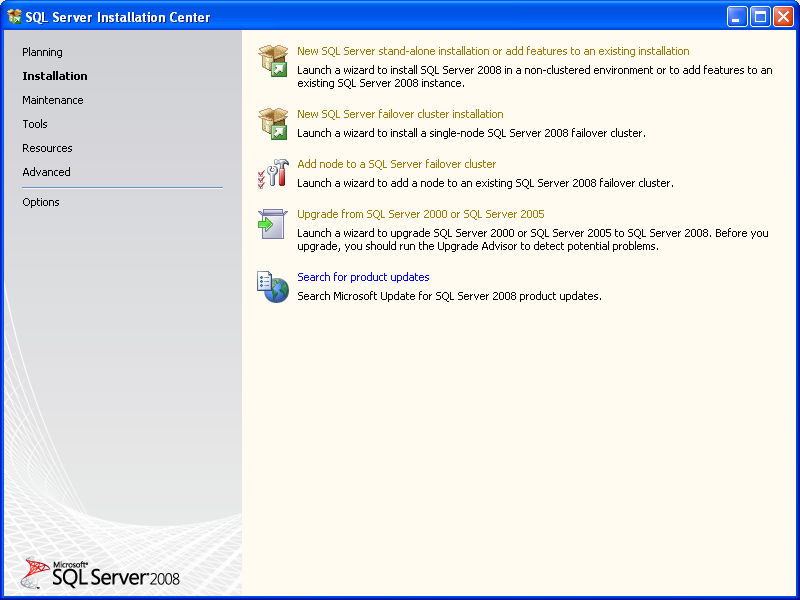 SQL Server Installation Center
Planning
Installation
Maintenance
Tools
Resources
Advanced
Options
New SQL Server stand-alone installation or add features to an existing installation
Launch a wizard to install SQL Server 2008 in a non-clustered environment or to add features to an
existing SQL Server 2008 instance.
New SQL Server failover cluster installation
Launch a wizard to install a single-node SQL Server 2008 failover cluster.
Add node to a SQL Server failover cluster
Launch a wizard to add a node to an existing SQL Server 2008 failover cluster.
Upgrade from SQL Server 2000 or SQL Server 2005
Launch a wizard to upgrade SQL Server 2000 or SQL Server 2005 to SQL Server 2008. Before you
upgrade, you should run the Upgrade Advisor to detect potential problems.
Search for product updates
Search Microsoft Update for SQL Server 2008 product updates.
Microsoft®
SQL Server 2008